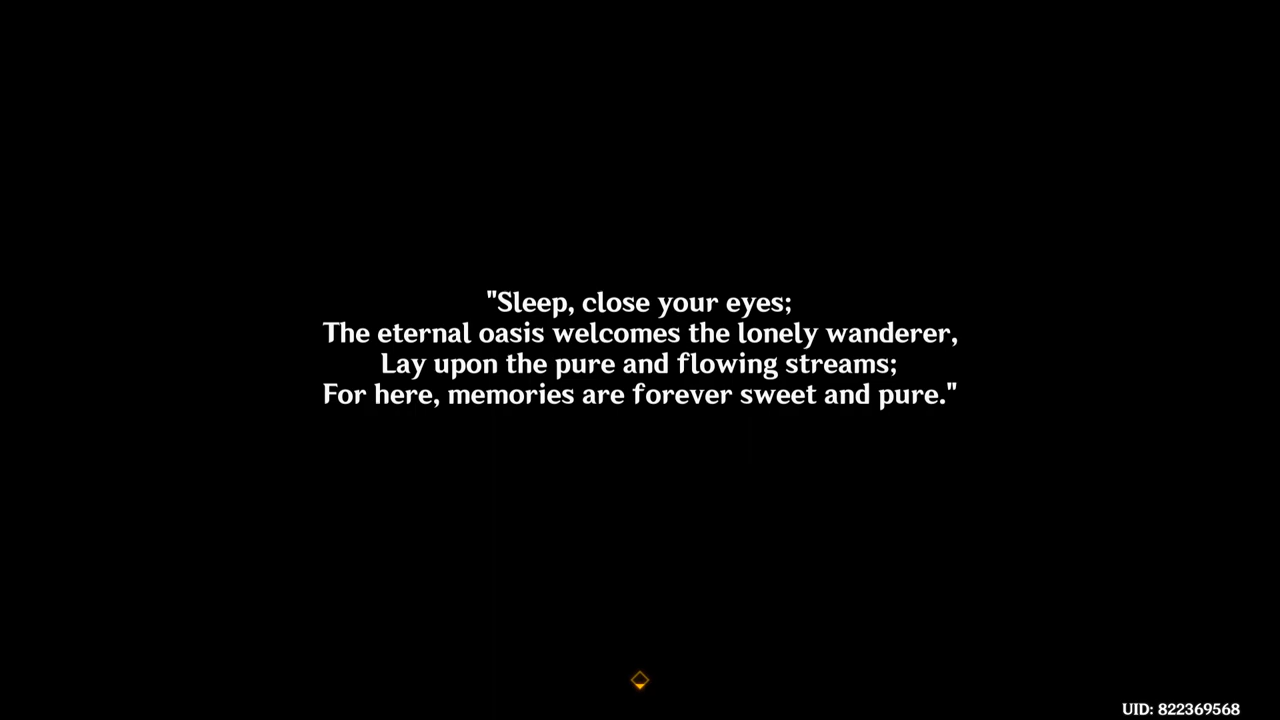 "Sleep, close your eyes;
The eternal oasis welcomes the lonely wanderer,
Lay upon the pure and flowing streams;
For here, memories are forever sweet and pure."
UID: 822369568